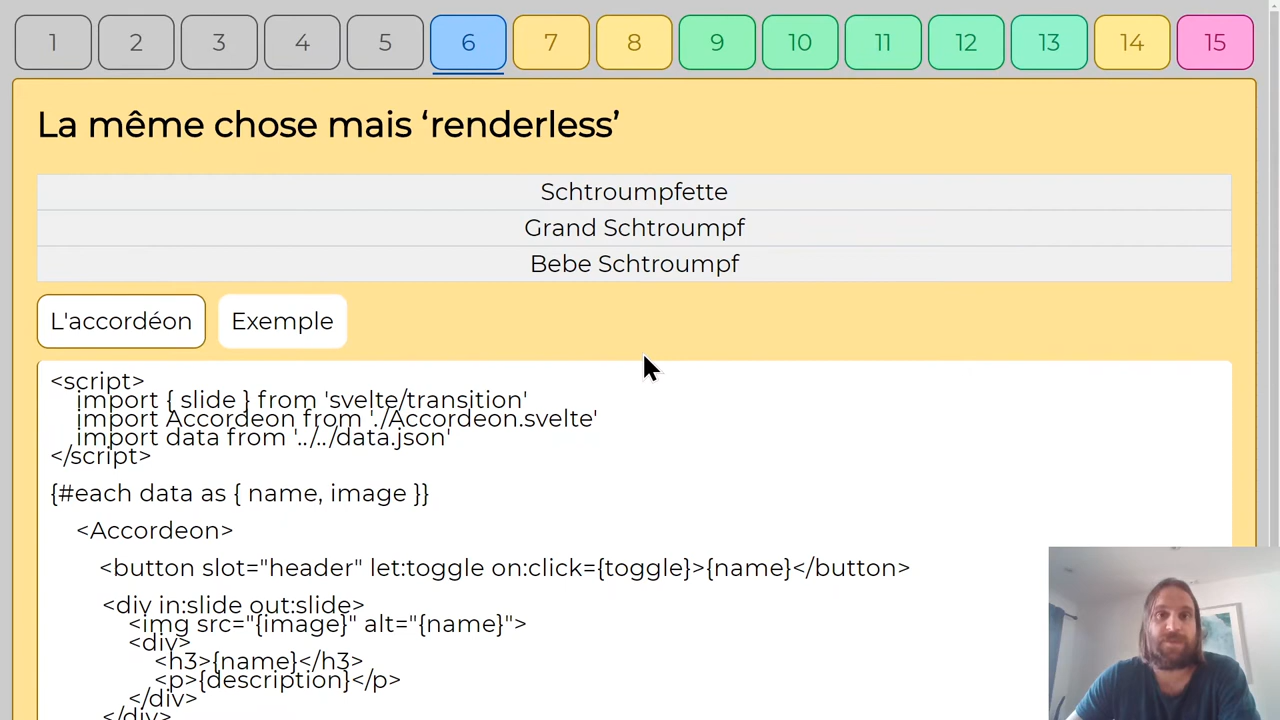 1 2 3 4 5 6 7 8 9 10 11 12 13 14 15
La même chose mais ‘renderless’
Schtroumpfette
Grand Schtroumpf
Bebe Schtroumpf
L'accordéon Exemple
<script>
import { slide } from 'svelte/transition'
import Accordeon from './Accordeon.svelte'
import data from '../../data.json'
</script>
{#each data as { name, image }}
<Accordeon>
<button slot="header" let:toggle on:click={toggle}>{name}</button>
<div in:slide out:slide>
<img src="{image}" alt="{name}">
<div>
<h3>{name}</h3>
<p>{description}</p>
</div>
</div>